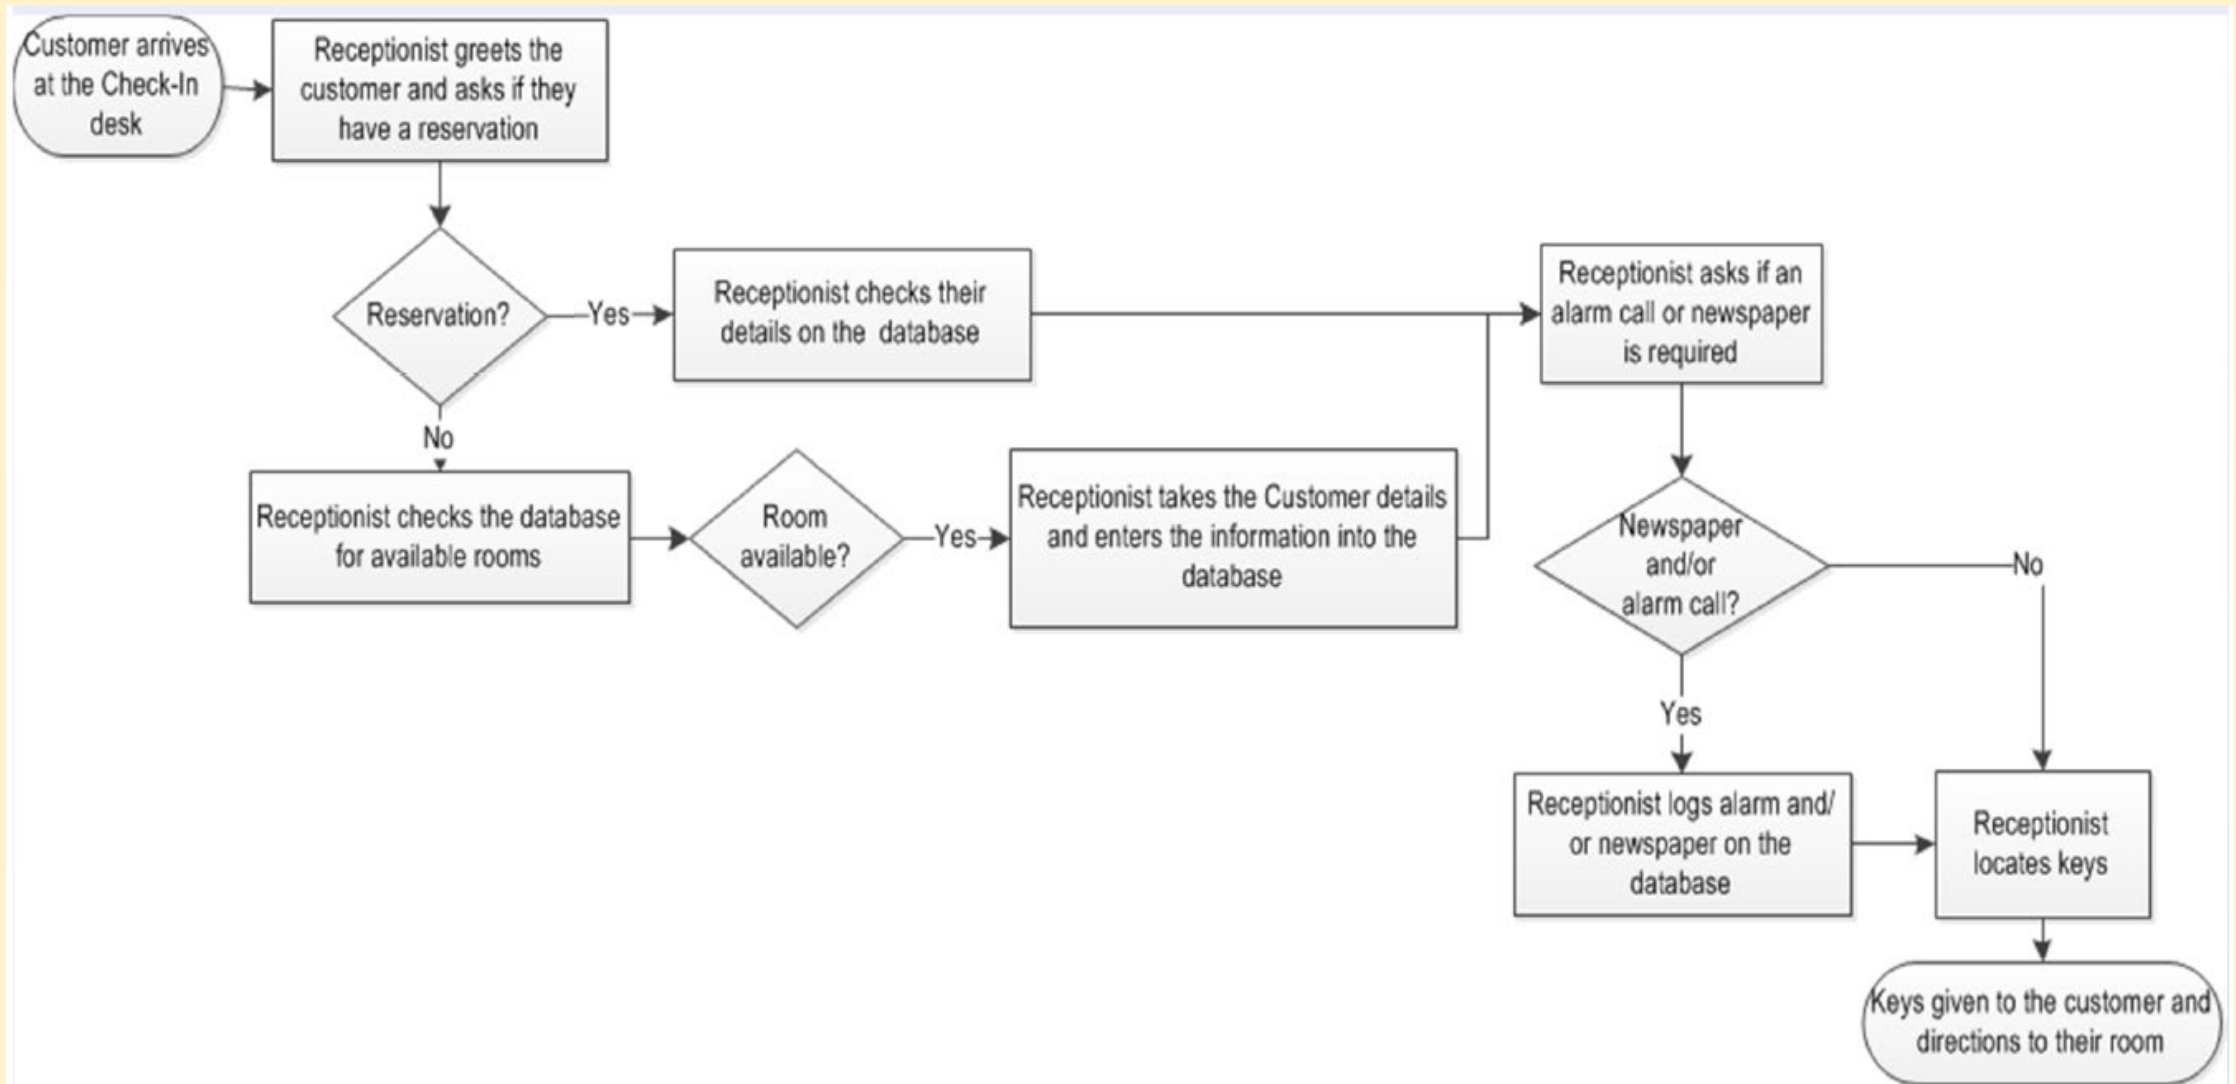 Customer arrives
at the Check-In
desk
Receptionist greets the
customer and asks if they
have a reservation
Reservation?
Yes
Receptionist checks their
details on the database
Receptionist asks if an
alarm call or newspaper
is required
No
Receptionist checks the database
for available rooms
Room
available?
Yes
Receptionist takes the Customer details
and enters the information into the
database
Newspaper
and/or
alarm call?
No
Yes
Receptionist logs alarm and/
or newspaper on the
database
Receptionist
locates keys
Keys given to the customer and
directions to their room